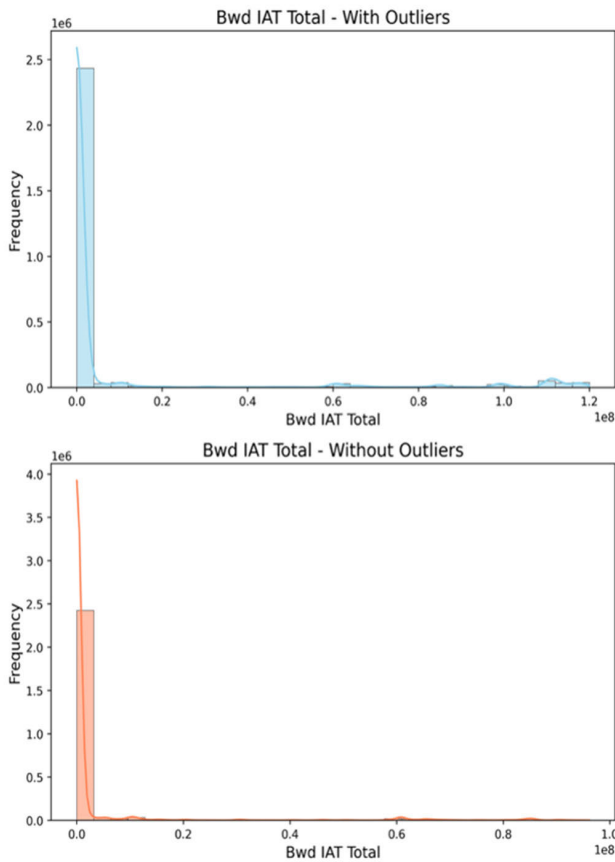 Bwd IAT Total - With Outliers
1e6
2.5
2.0
1.5
1.0
0.5
0.0
Frequency
0.0 0.2 0.4 0.6 0.8 1.0 1.2
1e8
Bwd IAT Total
Bwd IAT Total - Without Outliers
1e6
4.0
3.5
3.0
2.5
2.0
1.5
1.0
0.5
0.0
Frequency
0.0 0.2 0.4 0.6 0.8 1.0
1e8
Bwd IAT Total